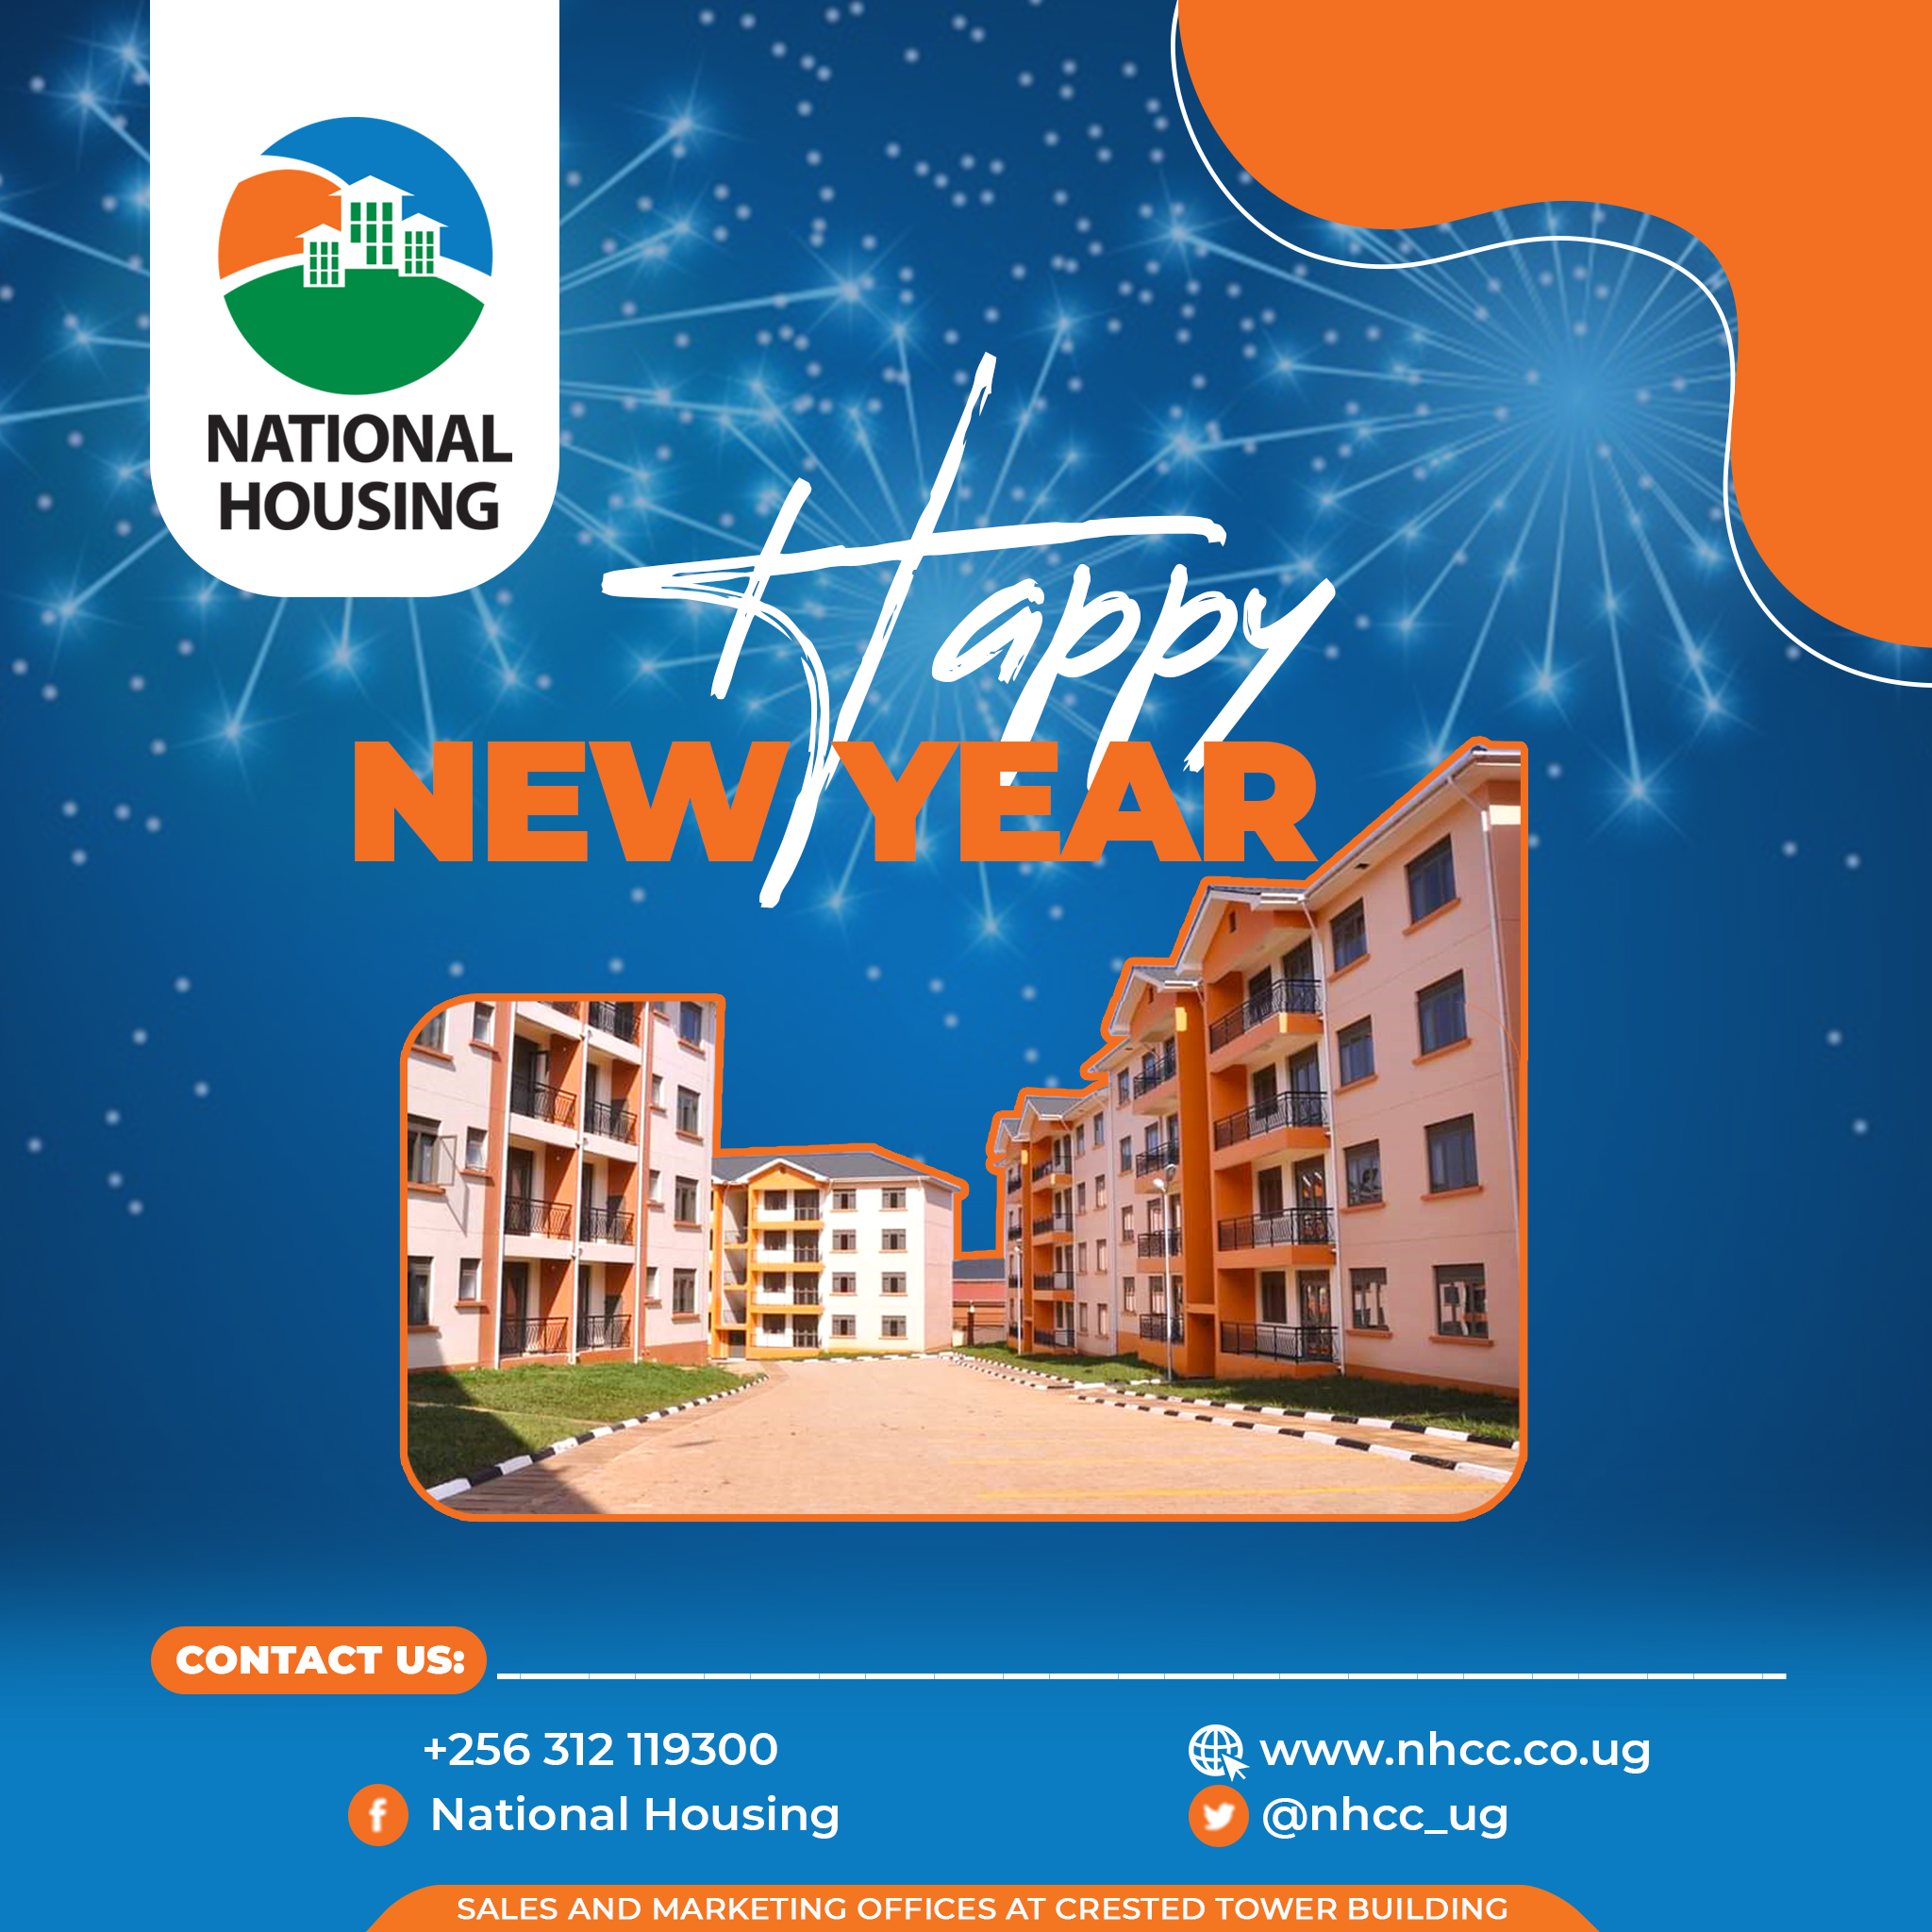 NATIONAL
HOUSING
Happy
NEW YEAR
CONTACT US:
+256 312 119300
www.nhcc.co.ug
National Housing
@nhcc_ug
SALES AND MARKETING OFFICES AT CRESTED TOWER BUILDING